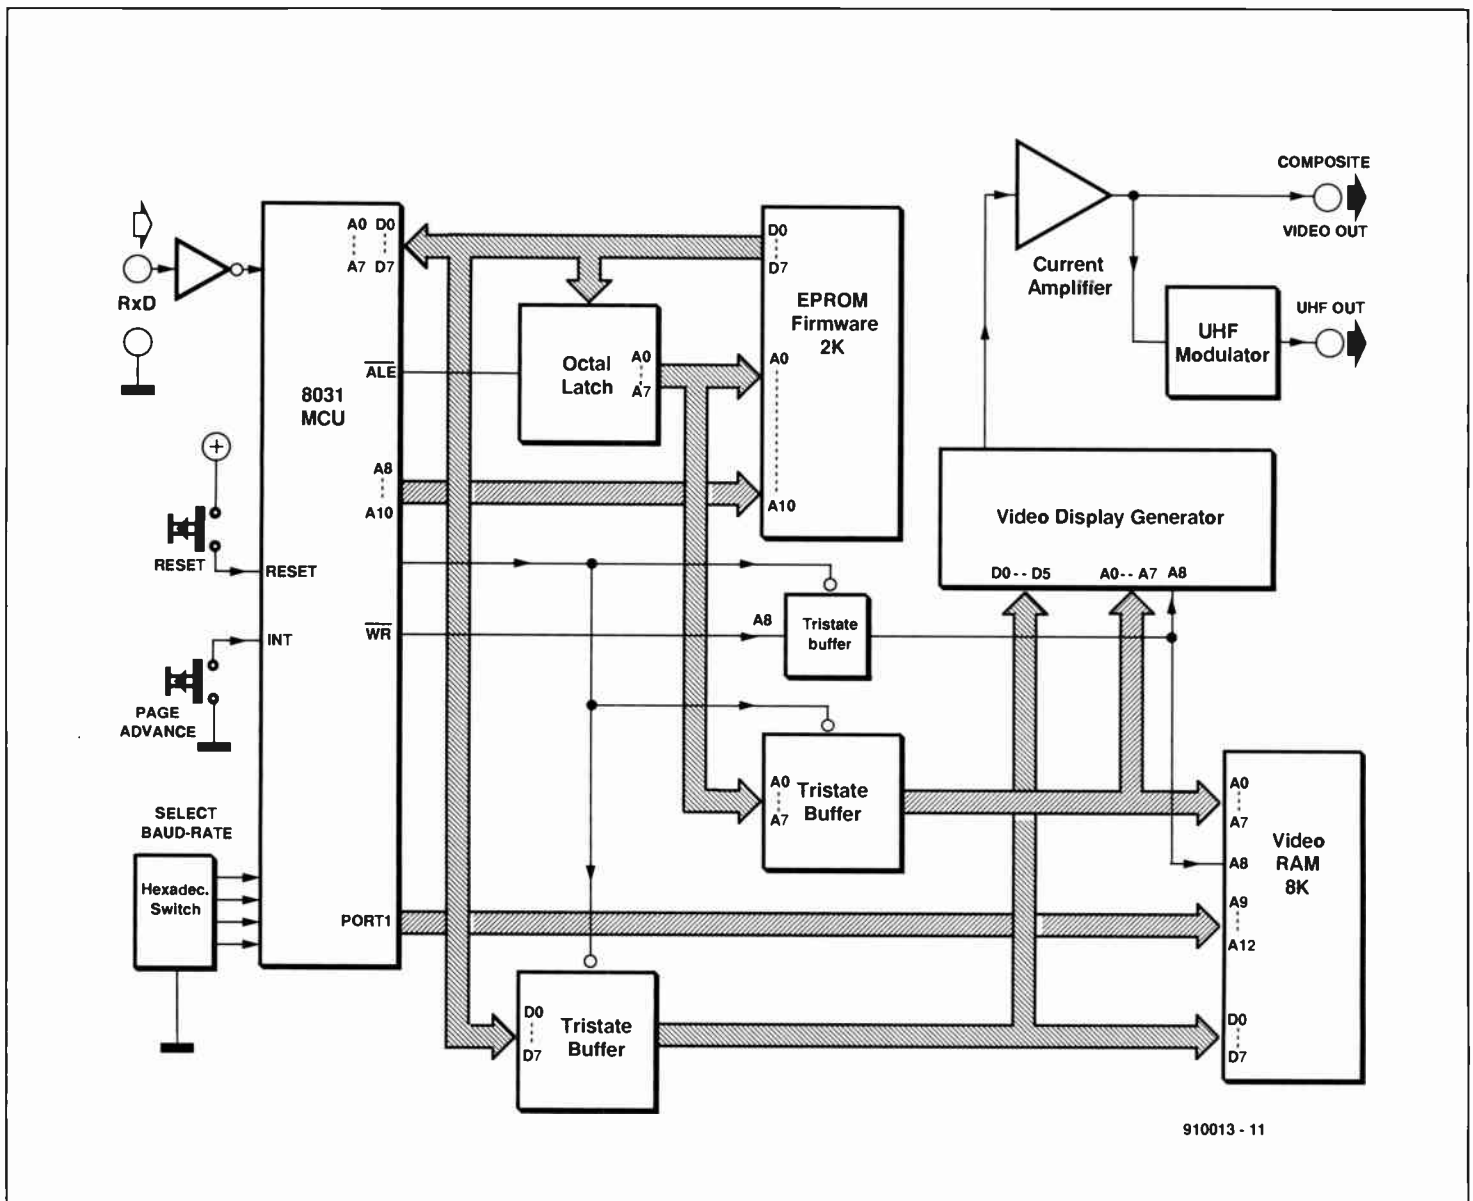 RxD
A0 D0
A7 D7
8031
MCU
ALE
A8
A10
RESET
RESET
INT
WR
PAGE
ADVANCE
SELECT
BAUD-RATE
Hexadec.
Switch
PORT1
Octal
Latch
A0
A7
D0
D7
EPROM
Firmware
2K
A0
A10
Current
Amplifier
COMPOSITE
VIDEO OUT
UHF OUT
UHF
Modulator
Video Display Generator
D0 - - D5 A0 - - A7 A8
A8
Tristate
buffer
A0
A7
Tristate
Buffer
D0
D7
Tristate
Buffer
A0
A7
A8
A9
A12
D0
D7
Video
RAM
8K
910013 - 11